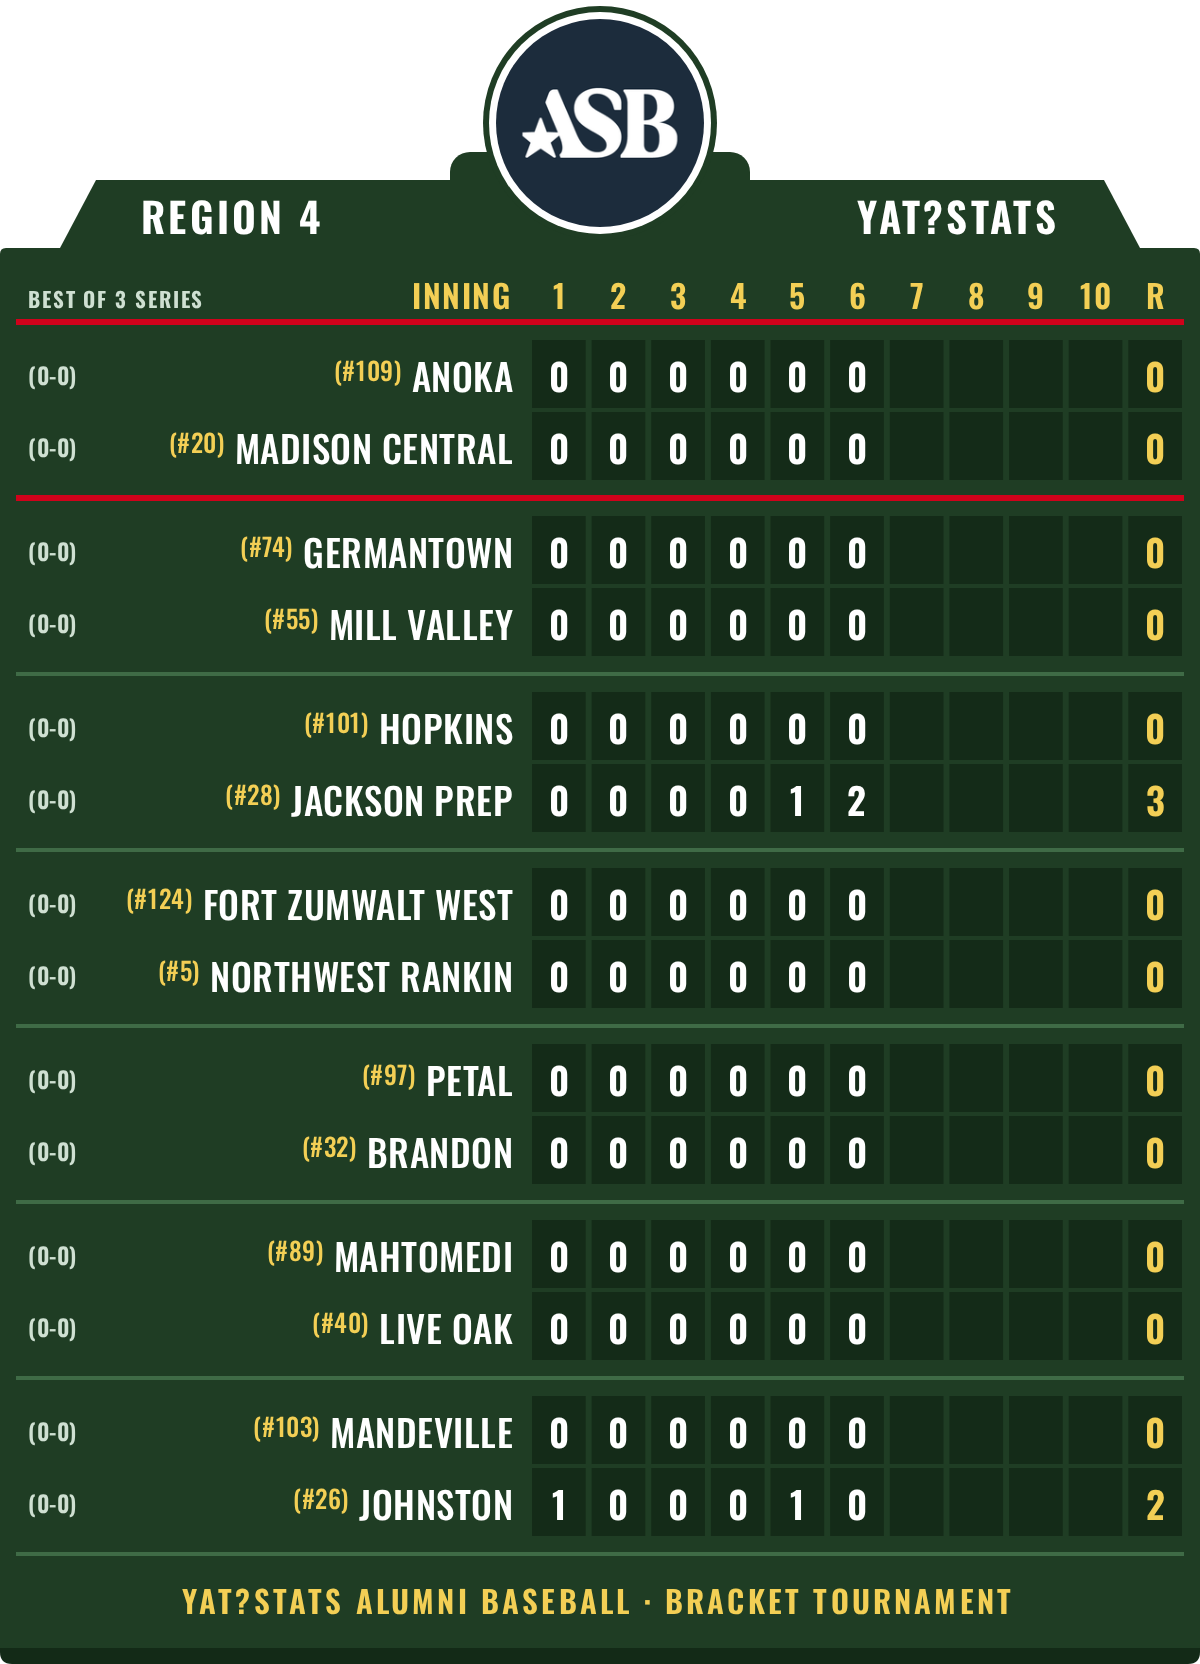 ASB
REGION 4 YAT?STATS
BEST OF 3 SERIES INNING 1 2 3 4 5 6 7 8 9 10 R
(0-0) (#109) ANOKA 0 0 0 0 0 0 0
(0-0) (#20) MADISON CENTRAL 0 0 0 0 0 0 0
(0-0) (#74) GERMANTOWN 0 0 0 0 0 0 0
(0-0) (#55) MILL VALLEY 0 0 0 0 0 0 0
(0-0) (#101) HOPKINS 0 0 0 0 0 0 0
(0-0) (#28) JACKSON PREP 0 0 0 0 1 2 3
(0-0) (#124) FORT ZUMWALT WEST 0 0 0 0 0 0 0
(0-0) (#5) NORTHWEST RANKIN 0 0 0 0 0 0 0
(0-0) (#97) PETAL 0 0 0 0 0 0 0
(0-0) (#32) BRANDON 0 0 0 0 0 0 0
(0-0) (#89) MAHTOMEDI 0 0 0 0 0 0 0
(0-0) (#40) LIVE OAK 0 0 0 0 0 0 0
(0-0) (#103) MANDEVILLE 0 0 0 0 0 0 0
(0-0) (#26) JOHNSTON 1 0 0 0 1 0 2
YAT?STATS ALUMNI BASEBALL · BRACKET TOURNAMENT